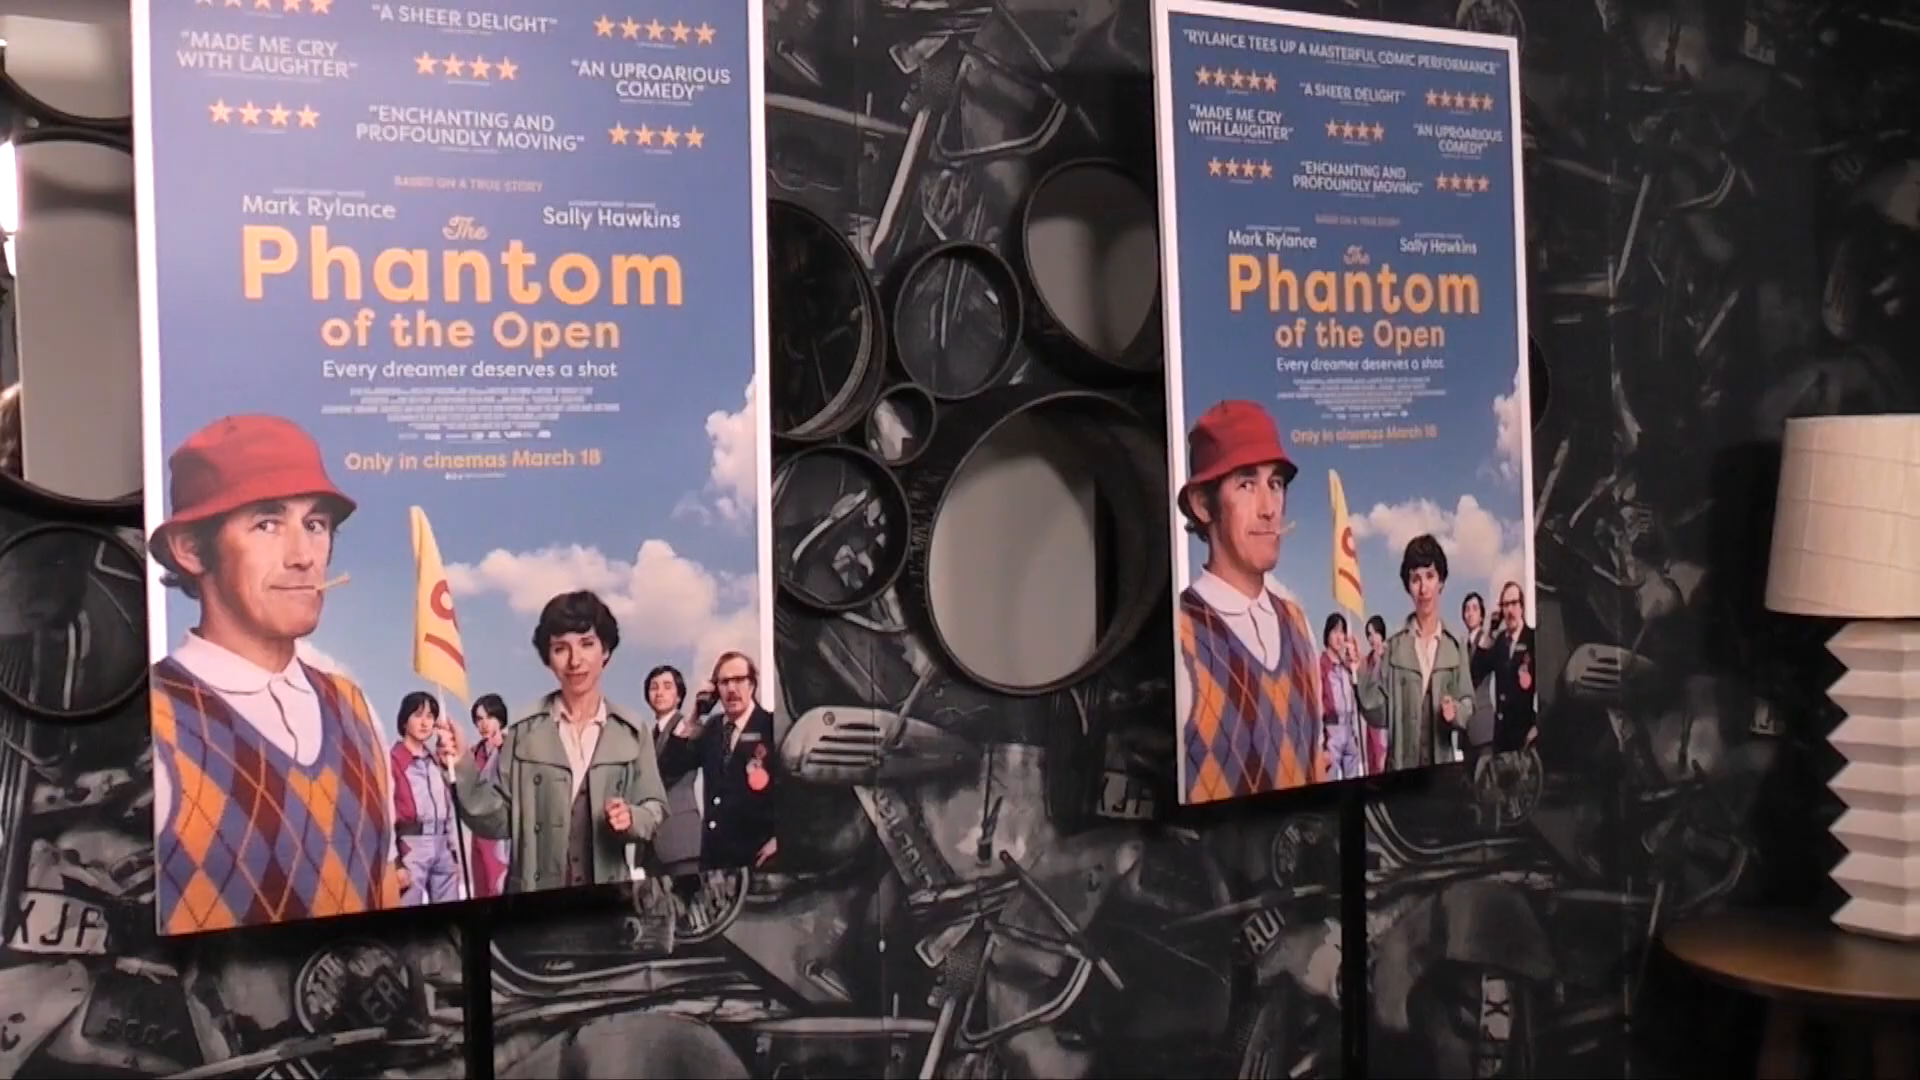 "A SHEER DELIGHT"
"MADE ME CRY
WITH LAUGHTER"
"AN UPROARIOUS
COMEDY"
"ENCHANTING AND
PROFOUNDLY MOVING"
BASED ON A TRUE STORY
Mark Rylance
Sally Hawkins
The
Phantom
of the Open
Every dreamer deserves a shot
Only in cinemas March 18
"RYLANCE TEES UP A MASTERFUL COMIC PERFORMANCE"
"A SHEER DELIGHT"
"MADE ME CRY
WITH LAUGHTER"
"AN UPROARIOUS
COMEDY"
"ENCHANTING AND
PROFOUNDLY MOVING"
BASED ON A TRUE STORY
Mark Rylance
Sally Hawkins
The
Phantom
of the Open
Every dreamer deserves a shot
Only in cinemas March 18
XJF